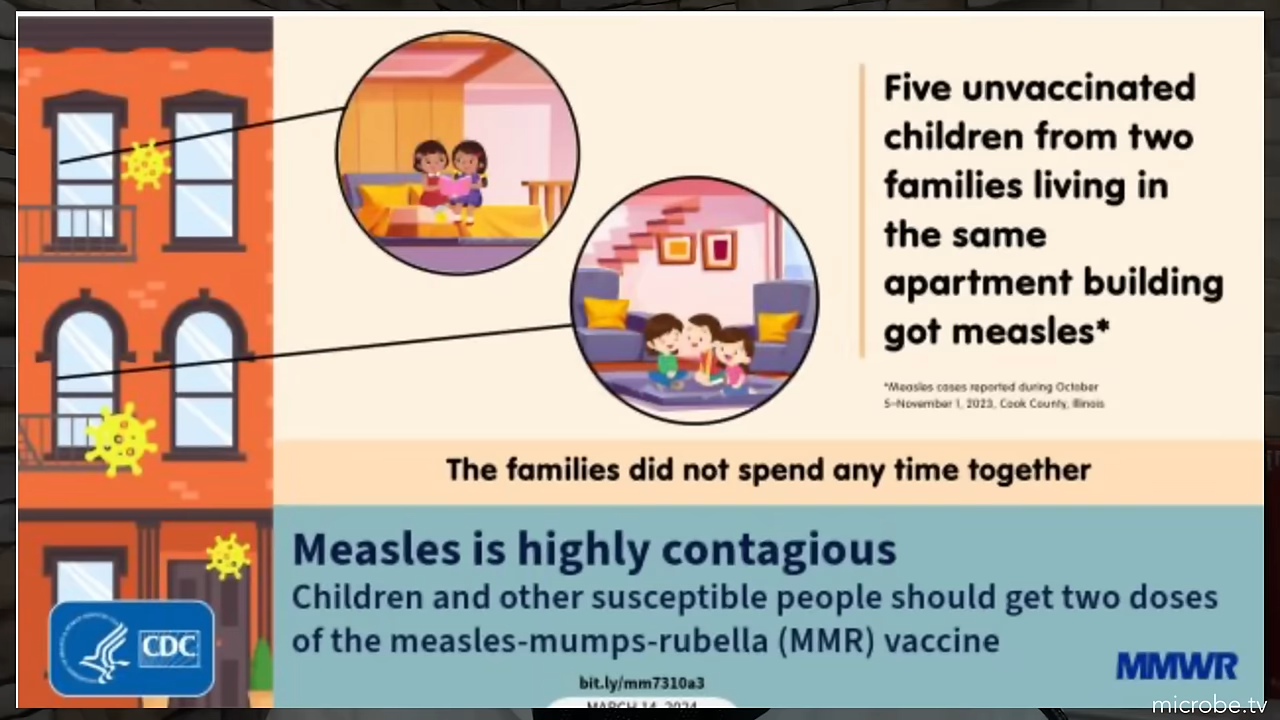 Five unvaccinated
children from two
families living in
the same
apartment building
got measles*
*Measles cases reported during October
5–November 1, 2023, Cook County, Illinois
The families did not spend any time together
Measles is highly contagious
Children and other susceptible people should get two doses
of the measles-mumps-rubella (MMR) vaccine
CDC
bit.ly/mm7310a3
MMWR
MARCH 14, 2024
microbe.tv